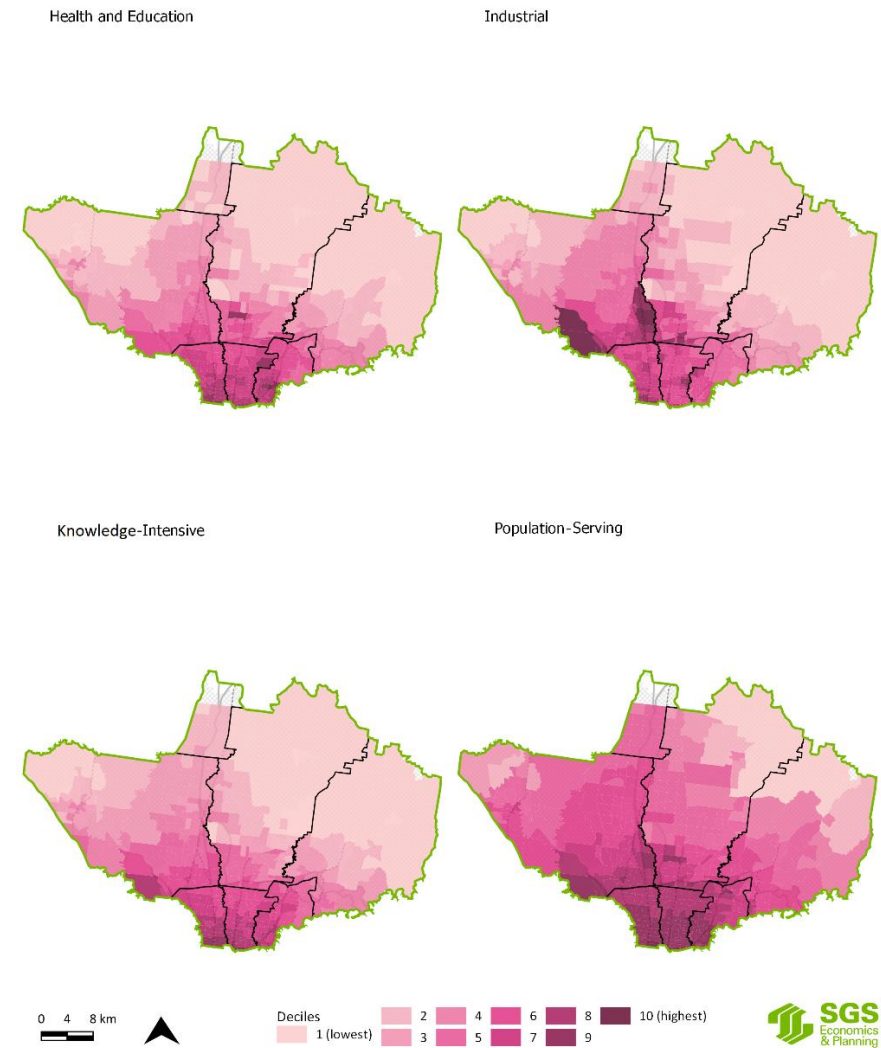 Health and Education
Industrial
Knowledge-Intensive
Population-Serving
0 4 8 km
Deciles
1 (lowest)
2
3
4
5
6
7
8
9
10 (highest)
SGS
Economics
& Planning